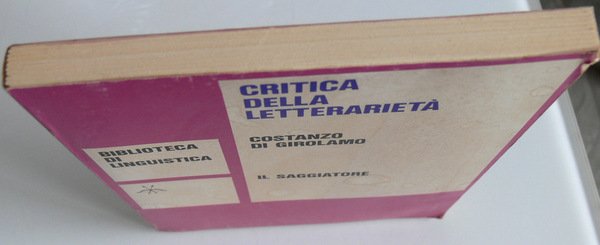 CRITICA
DELLA
LETTERARIETÀ
COSTANZO
DI GIROLAMO
IL SAGGIATORE
BIBLIOTECA
DI
LINGUISTICA